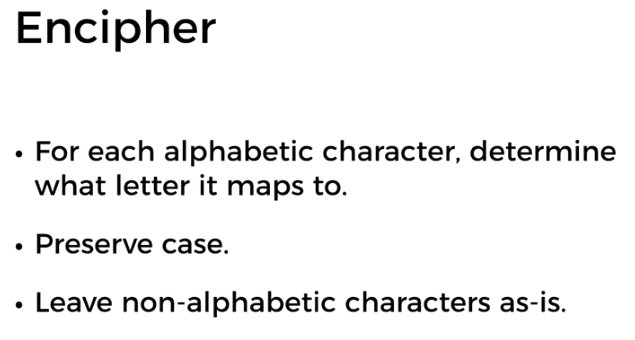 Encipher
• For each alphabetic character, determine
what letter it maps to.
• Preserve case.
• Leave non-alphabetic characters as-is.